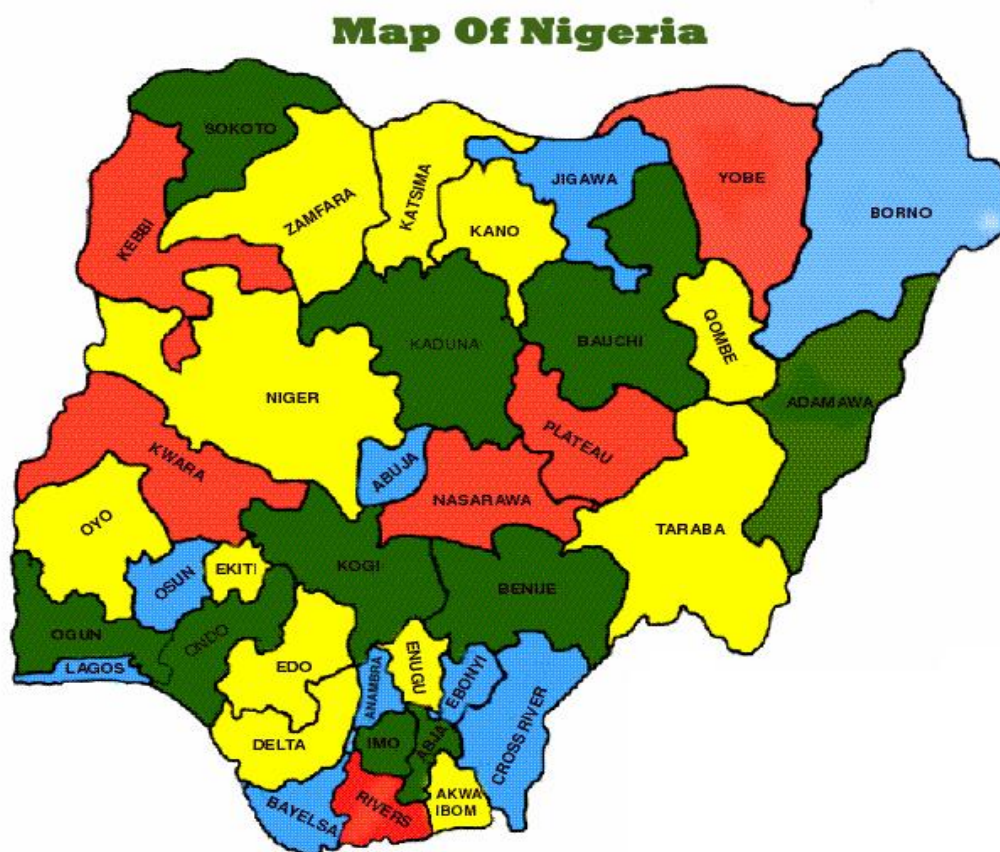 Map Of Nigeria
SOKOTO
KEBBI
ZAMFARA
KATSIMA
KANO
JIGAWA
YOBE
BORNO
KADUNA
BAUCHI
QOMBE
ADAMAWA
NIGER
ABUJA
PLATEAU
NASARAWA
TARABA
KWARA
OYO
OSUN
EKITI
KOGI
BENUE
OGUN
LAGOS
ONDO
EDO
DELTA
ANAMBRA
ENUGU
EBONYI
CROSS RIVER
IMO
ABJA
BAYELSA
RIVERS
AKWA
IBOM